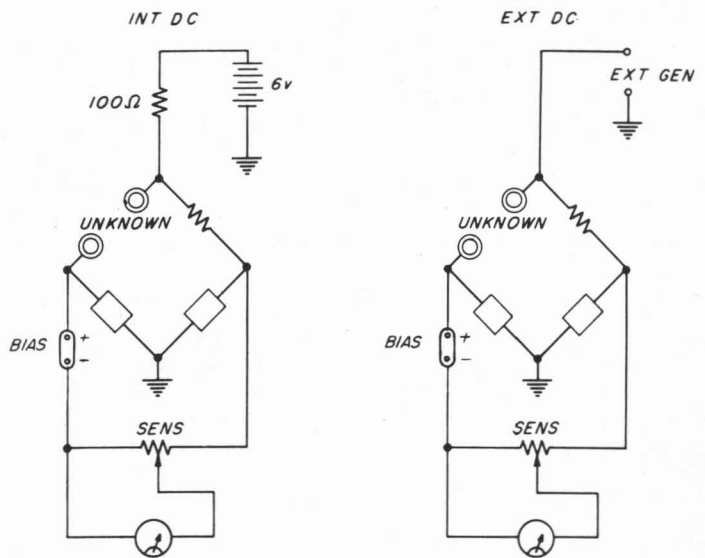 INT DC
100Ω
6v
UNKNOWN
BIAS
+
−
SENS
EXT DC
EXT GEN
UNKNOWN
BIAS
+
−
SENS